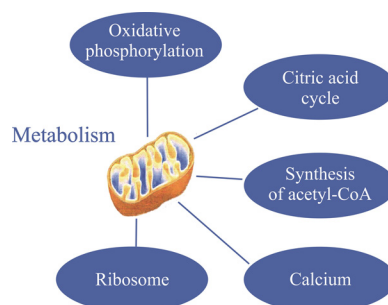 Oxidative
phosphorylation
Citric acid
cycle
Metabolism
Synthesis
of acetyl-CoA
Ribosome
Calcium